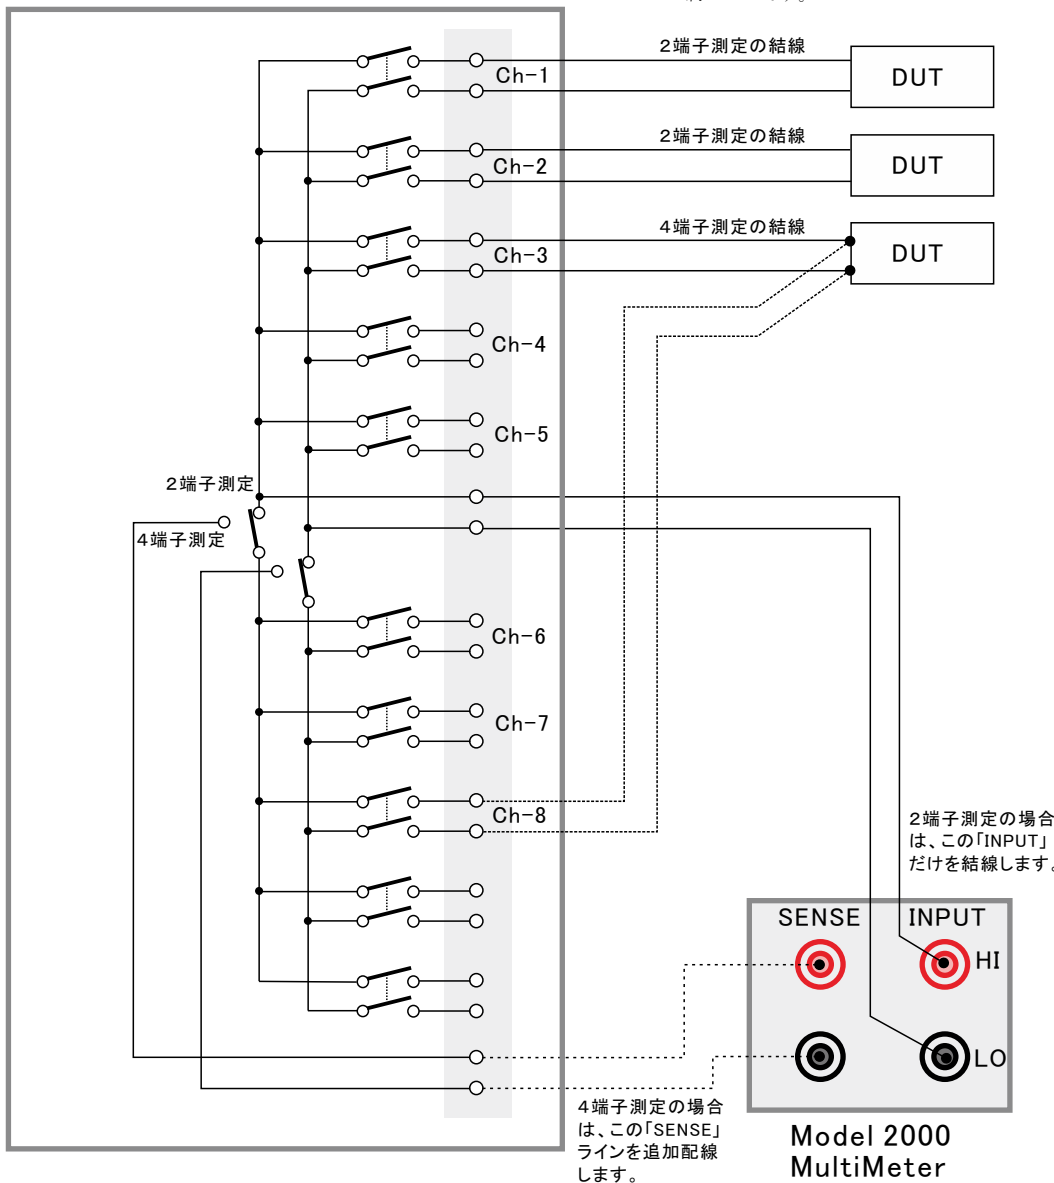 2端子測定の結線
Ch-1
DUT
2端子測定の結線
Ch-2
DUT
4端子測定の結線
Ch-3
DUT
Ch-4
Ch-5
2端子測定
4端子測定
Ch-6
Ch-7
Ch-8
2端子測定の場合
は、この「INPUT」
だけを結線します。
SENSE
INPUT
HI
LO
4端子測定の場合
は、この「SENSE」
ラインを追加配線
します。
Model 2000
MultiMeter